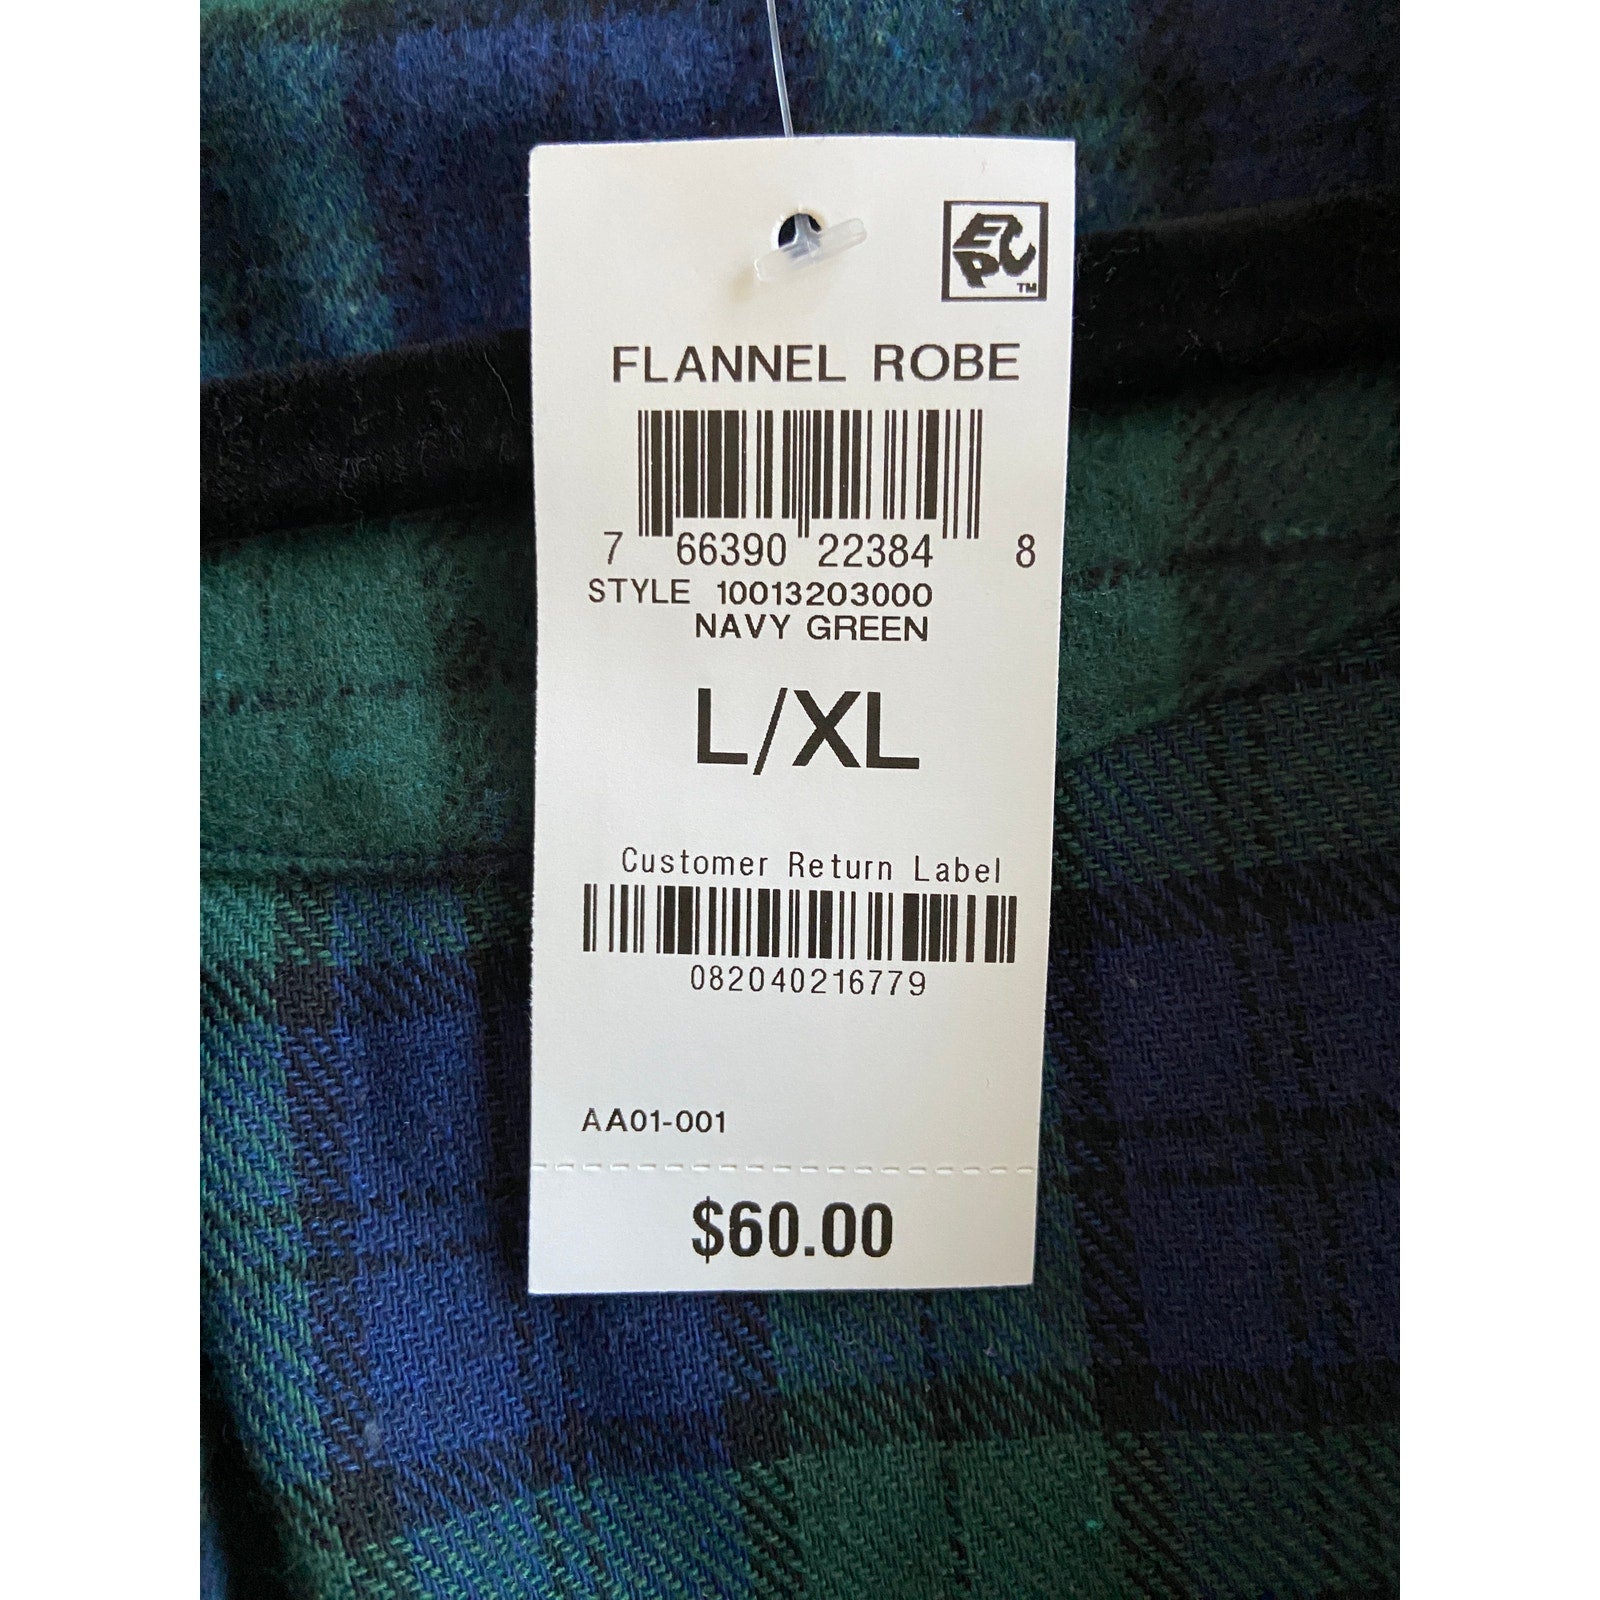 EPC™
FLANNEL ROBE
7 66390 22384 8
STYLE 10013203000
NAVY GREEN
L/XL
Customer Return Label
082040216779
AA01-001
$60.00